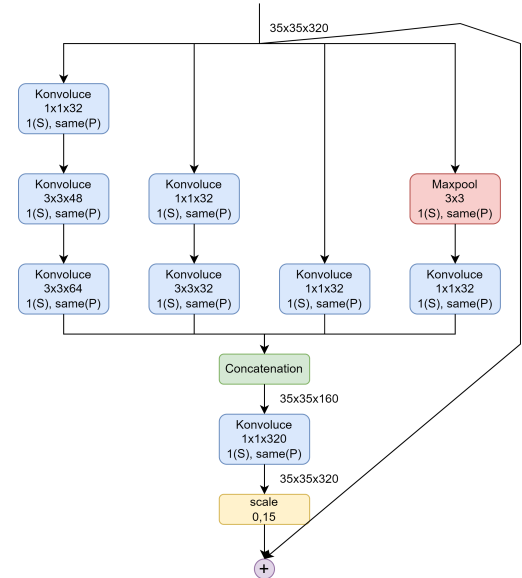 35x35x320
Konvoluce
1x1x32
1(S), same(P)
Konvoluce
3x3x48
1(S), same(P)
Konvoluce
1x1x32
1(S), same(P)
Maxpool
3x3
1(S), same(P)
Konvoluce
3x3x64
1(S), same(P)
Konvoluce
3x3x32
1(S), same(P)
Konvoluce
1x1x32
1(S), same(P)
Konvoluce
1x1x32
1(S), same(P)
Concatenation
35x35x160
Konvoluce
1x1x320
1(S), same(P)
35x35x320
scale
0,15
+